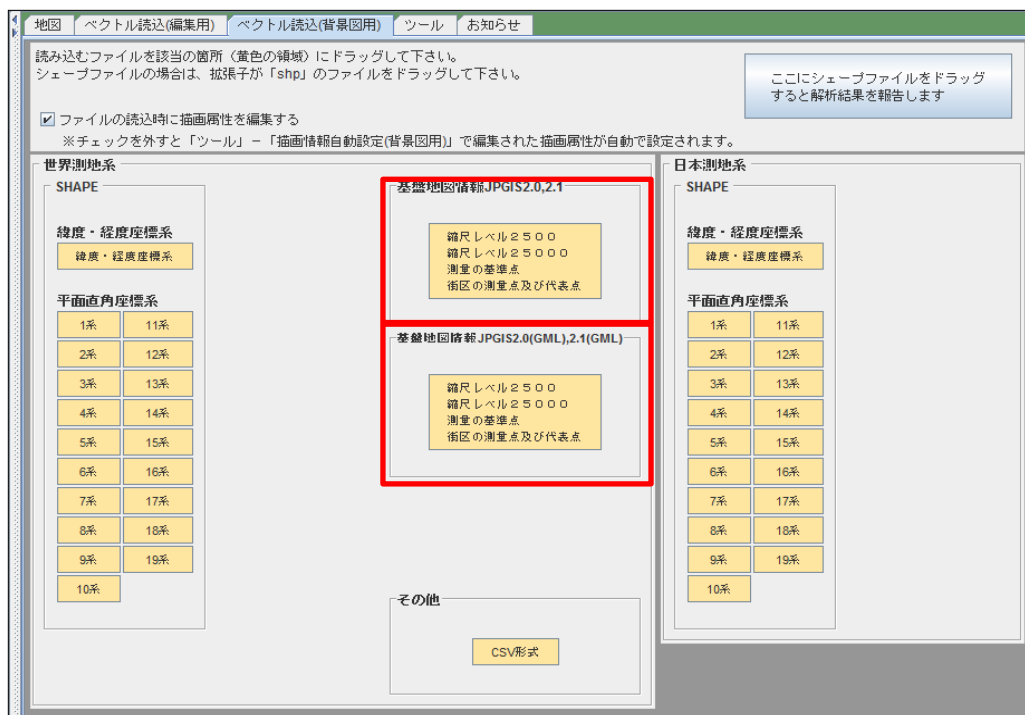 地図 ベクトル読込(編集用) ベクトル読込(背景図用) ツール お知らせ
読み込むファイルを該当の箇所（黄色の領域）にドラッグして下さい。
シェープファイルの場合は、拡張子が「shp」のファイルをドラッグして下さい。
ここにシェープファイルをドラッグ
すると解析結果を報告します
ファイルの読込時に描画属性を編集する
※チェックを外すと「ツール」－「描画情報自動設定(背景図用)」で編集された描画属性が自動で設定されます。
世界測地系
SHAPE
緯度・経度座標系
緯度・経度座標系
平面直角座標系
1系 11系
2系 12系
3系 13系
4系 14系
5系 15系
6系 16系
7系 17系
8系 18系
9系 19系
10系
基盤地図情報JPGIS2.0,2.1
縮尺レベル２５００
縮尺レベル２５０００
測量の基準点
街区の測量点及び代表点
基盤地図情報JPGIS2.0(GML),2.1(GML)
縮尺レベル２５００
縮尺レベル２５０００
測量の基準点
街区の測量点及び代表点
その他
CSV形式
日本測地系
SHAPE
緯度・経度座標系
緯度・経度座標系
平面直角座標系
1系 11系
2系 12系
3系 13系
4系 14系
5系 15系
6系 16系
7系 17系
8系 18系
9系 19系
10系